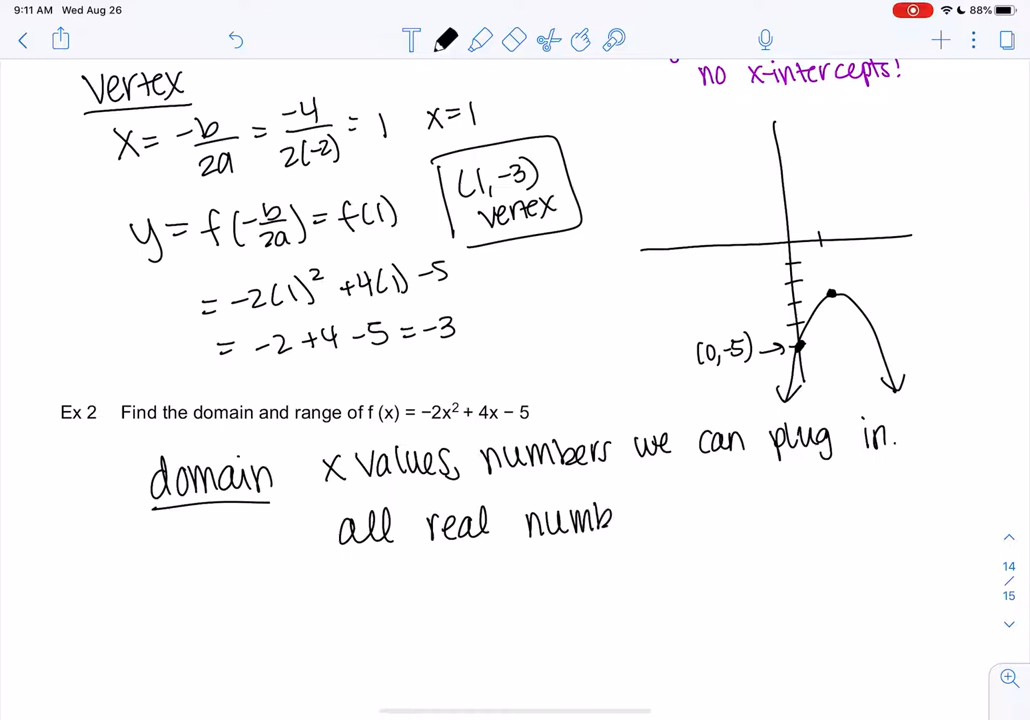 9:11 AM Wed Aug 26
88%
no x-intercepts!
Vertex
x = -b/2a = -4/2(-2) = 1 x=1
(1,-3)
vertex
y = f(-b/2a) = f(1)
= -2(1)² +4(1) -5
= -2+4-5 = -3
(0,-5)
Ex 2 Find the domain and range of f (x) = −2x² + 4x − 5
domain x values, numbers we can plug in.
all real numb
14
/
15